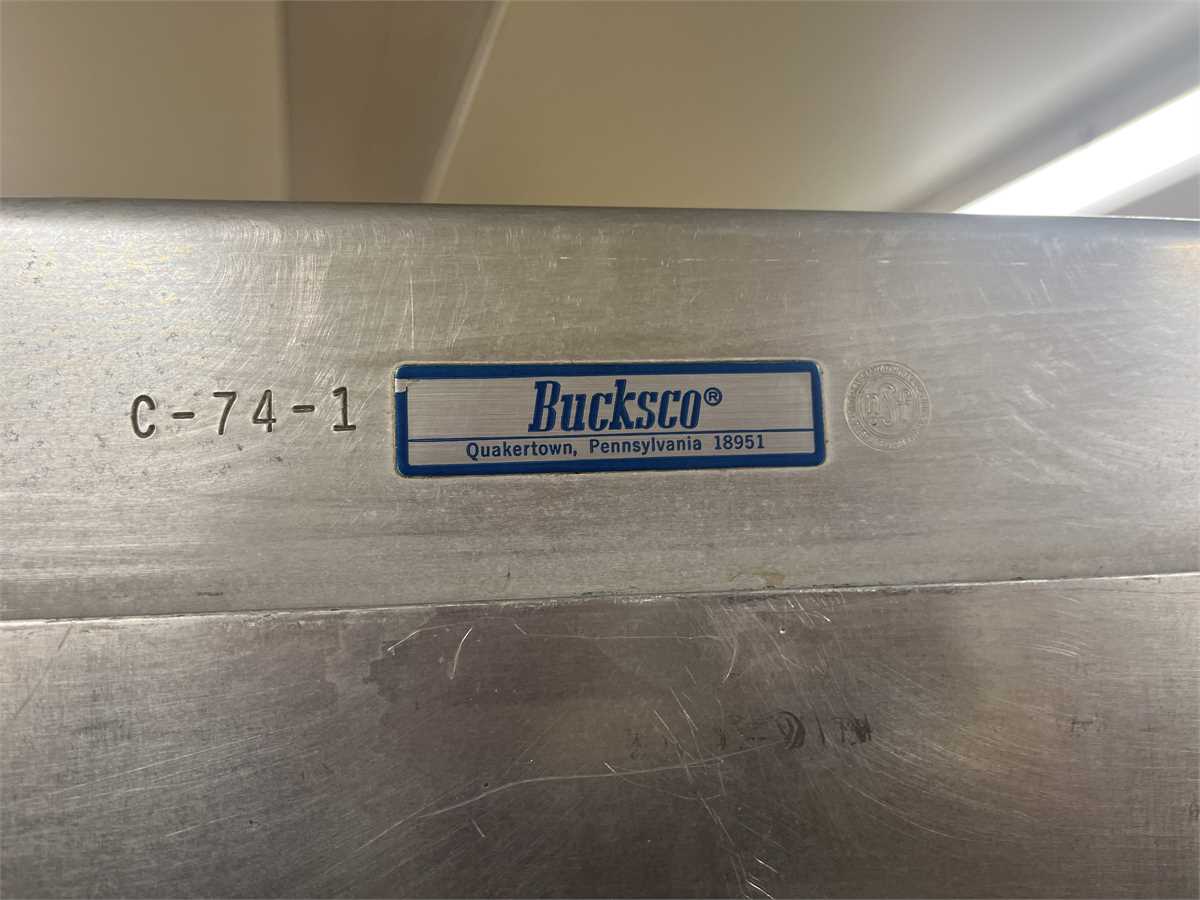 C-74-1
Bucksco®
Quakertown, Pennsylvania 18951
NSF